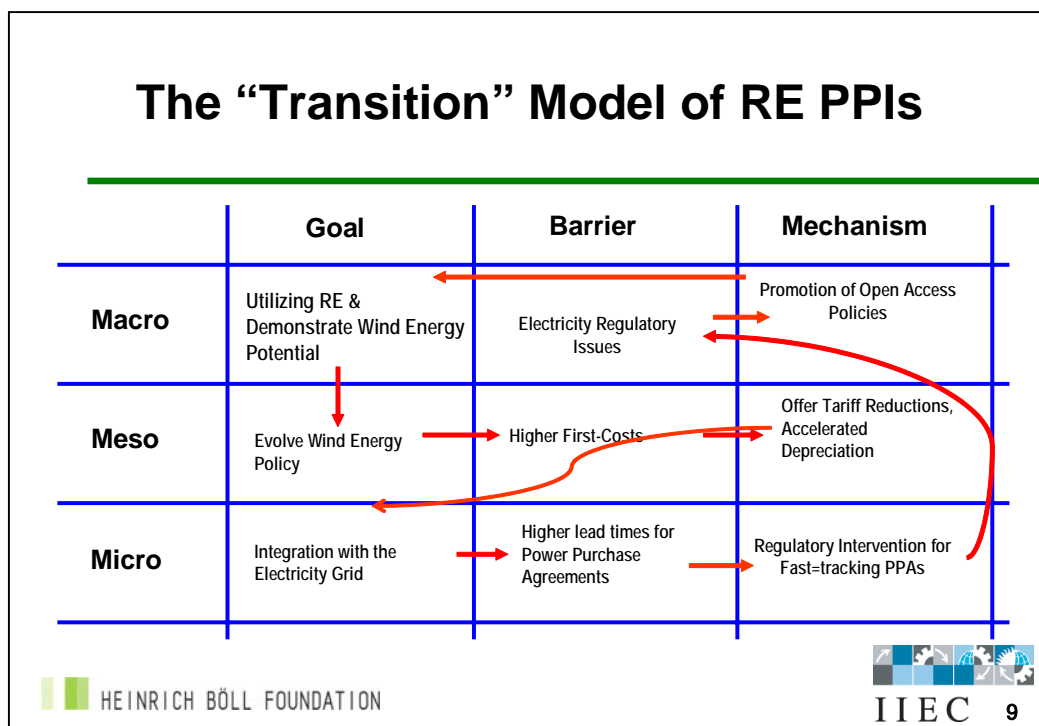 The “Transition” Model of RE PPIs
Goal
Barrier
Mechanism
Macro
Utilizing RE &
Demonstrate Wind Energy
Potential
Electricity Regulatory
Issues
Promotion of Open Access
Policies
Meso
Evolve Wind Energy
Policy
Higher First-Costs
Offer Tariff Reductions,
Accelerated
Depreciation
Micro
Integration with the
Electricity Grid
Higher lead times for
Power Purchase
Agreements
Regulatory Intervention for
Fast=tracking PPAs
HEINRICH BÖLL FOUNDATION
IIEC
9